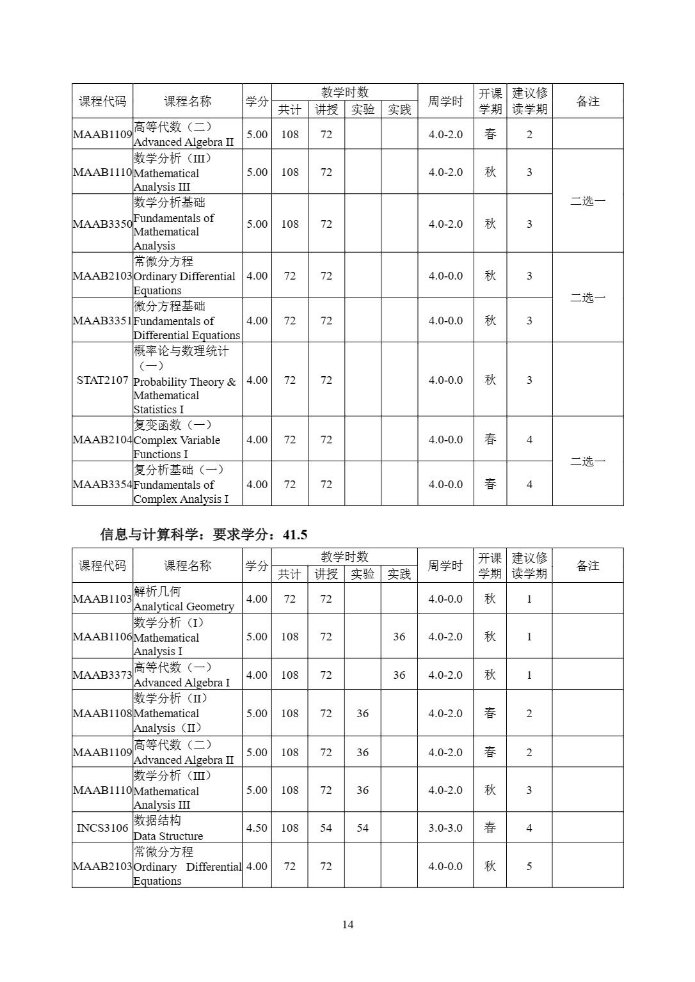 课程代码 课程名称 学分 教学时数 周学时 开课学期 建议修读学期 备注
共计 讲授 实验 实践
MAAB1109 高等代数（二） 5.00 108 72 4.0-2.0 春 2
Advanced Algebra II
数学分析（III）
MAAB1110 Mathematical 5.00 108 72 4.0-2.0 秋 3
Analysis III
二选一
数学分析基础
MAAB3350 Fundamentals of 5.00 108 72 4.0-2.0 秋 3
Mathematical
Analysis
常微分方程
MAAB2103 Ordinary Differential 4.00 72 72 4.0-0.0 秋 3
Equations
二选一
微分方程基础
MAAB3351 Fundamentals of 4.00 72 72 4.0-0.0 秋 3
Differential Equations
概率论与数理统计
（一）
STAT2107 Probability Theory & 4.00 72 72 4.0-0.0 秋 3
Mathematical
Statistics I
复变函数（一）
MAAB2104 Complex Variable 4.00 72 72 4.0-0.0 春 4
Functions I
二选一
复分析基础（一）
MAAB3354 Fundamentals of 4.00 72 72 4.0-0.0 春 4
Complex Analysis I
信息与计算科学：要求学分：41.5
课程代码 课程名称 学分 教学时数 周学时 开课学期 建议修读学期 备注
共计 讲授 实验 实践
MAAB1103 解析几何 4.00 72 72 4.0-0.0 秋 1
Analytical Geometry
数学分析（I）
MAAB1106 Mathematical 5.00 108 72 36 4.0-2.0 秋 1
Analysis I
MAAB3373 高等代数（一） 4.00 108 72 36 4.0-2.0 秋 1
Advanced Algebra I
数学分析（II）
MAAB1108 Mathematical 5.00 108 72 36 4.0-2.0 春 2
Analysis（II）
MAAB1109 高等代数（二） 5.00 108 72 36 4.0-2.0 春 2
Advanced Algebra II
数学分析（III）
MAAB1110 Mathematical 5.00 108 72 36 4.0-2.0 秋 3
Analysis III
INCS3106 数据结构 4.50 108 54 54 3.0-3.0 春 4
Data Structure
常微分方程
MAAB2103 Ordinary Differential 4.00 72 72 4.0-0.0 秋 5
Equations
14